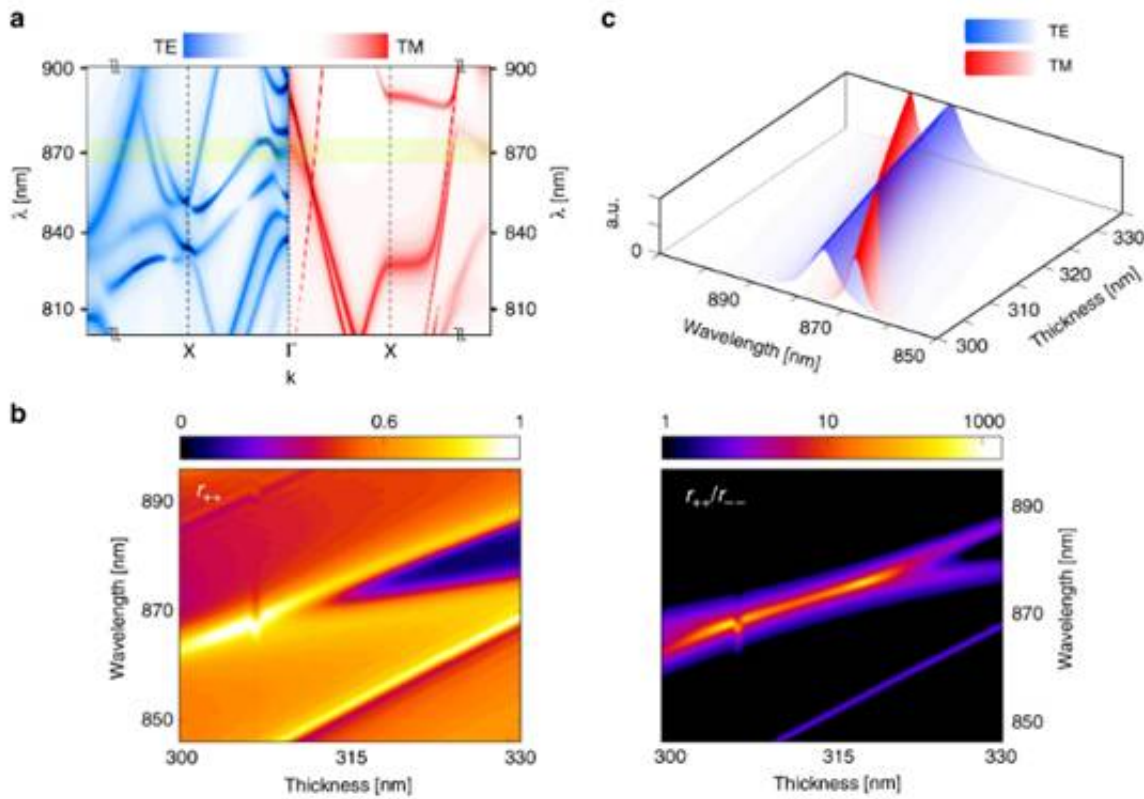 a
TE TM
900 900
870 870
840 840
810 810
λ [nm]
λ [nm]
X Γ X
k
c
TE
TM
a.u.
0
890
870
850
Wavelength [nm]
300
310
320
330
Thickness [nm]
b
0 0.6 1
r++
890
870
850
Wavelength [nm]
300 315 330
Thickness [nm]
1 10 1000
r++/r−−
890
870
850
Wavelength [nm]
300 315 330
Thickness [nm]